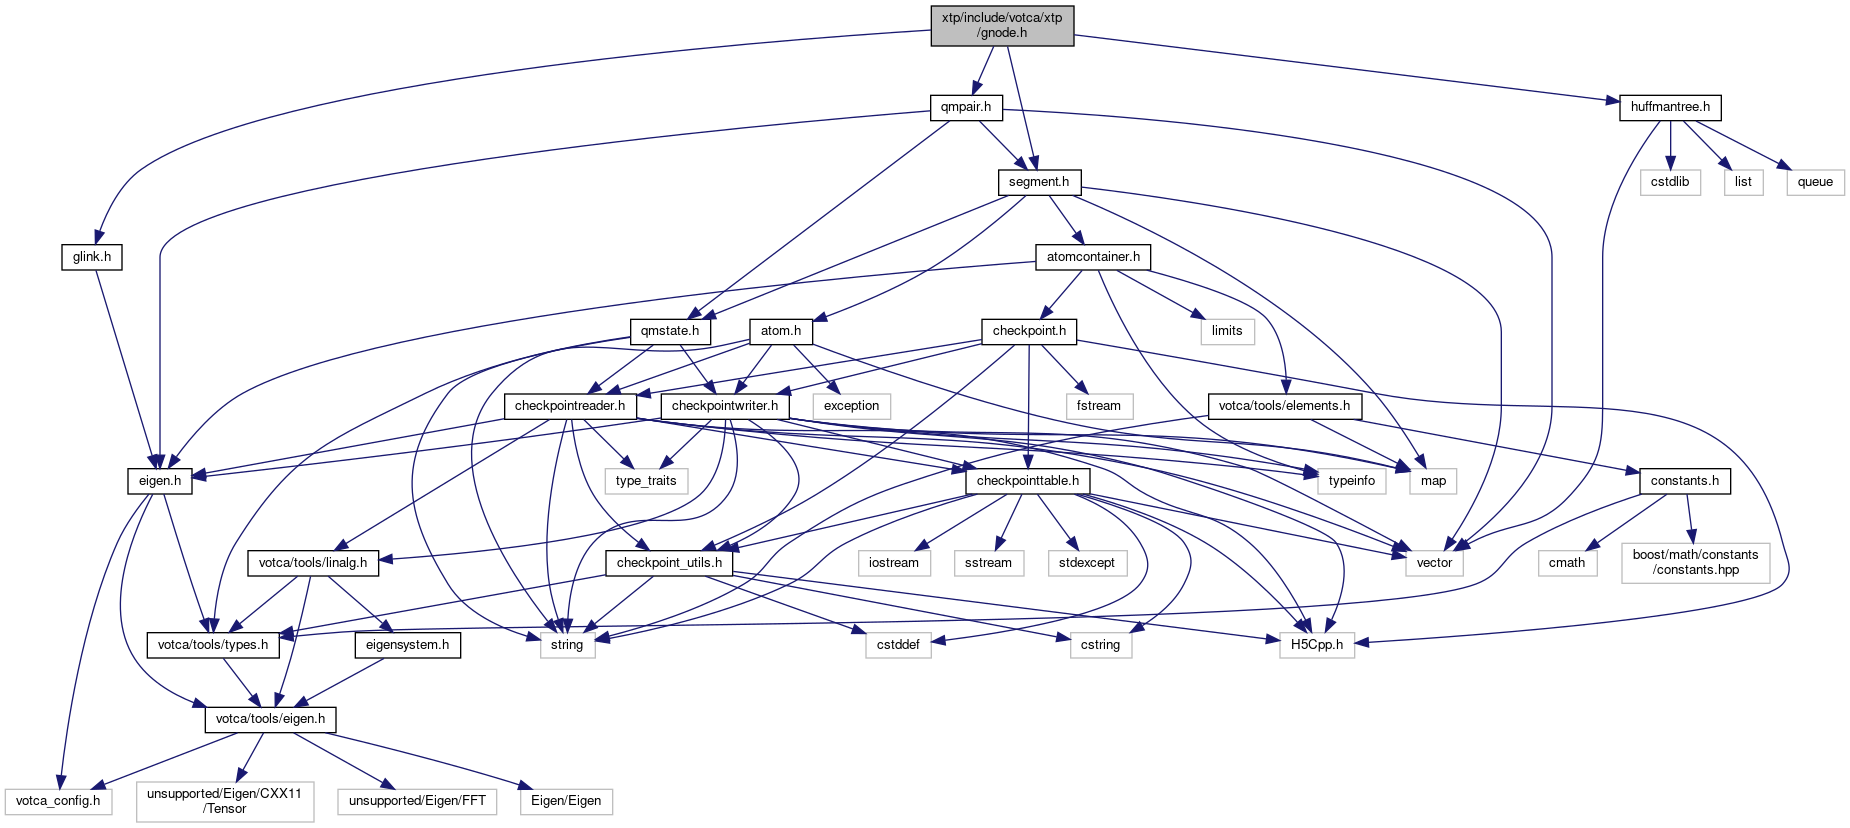 xtp/include/votca/xtp
/gnode.h
qmpair.h
huffmantree.h
segment.h
cstdlib
list
queue
glink.h
atomcontainer.h
qmstate.h
atom.h
checkpoint.h
limits
checkpointreader.h
checkpointwriter.h
exception
fstream
votca/tools/elements.h
eigen.h
type_traits
checkpointtable.h
typeinfo
map
constants.h
votca/tools/linalg.h
checkpoint_utils.h
iostream
sstream
stdexcept
vector
cmath
boost/math/constants
/constants.hpp
votca/tools/types.h
eigensystem.h
string
cstddef
cstring
H5Cpp.h
votca/tools/eigen.h
votca_config.h
unsupported/Eigen/CXX11
/Tensor
unsupported/Eigen/FFT
Eigen/Eigen